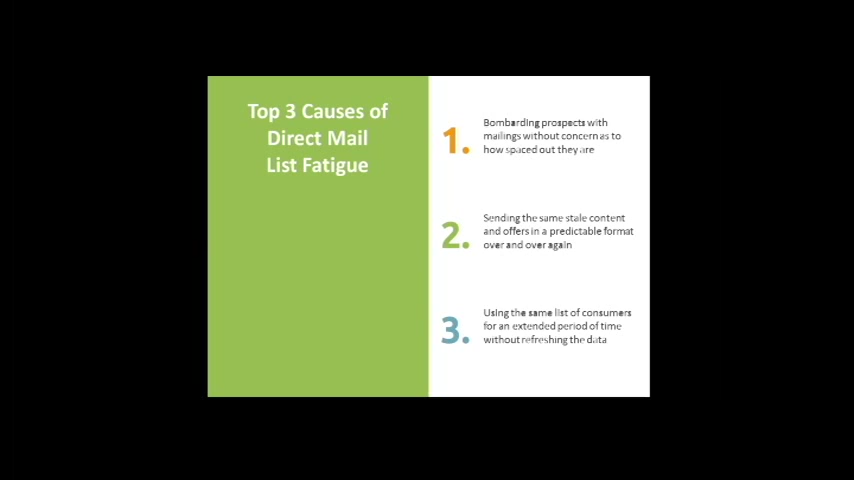 Top 3 Causes of
Direct Mail
List Fatigue
1.
Bombarding prospects with
mailings without concern as to
how spaced out they are
2.
Sending the same stale content
and offers in a predictable format
over and over again
3.
Using the same list of consumers
for an extended period of time
without refreshing the data